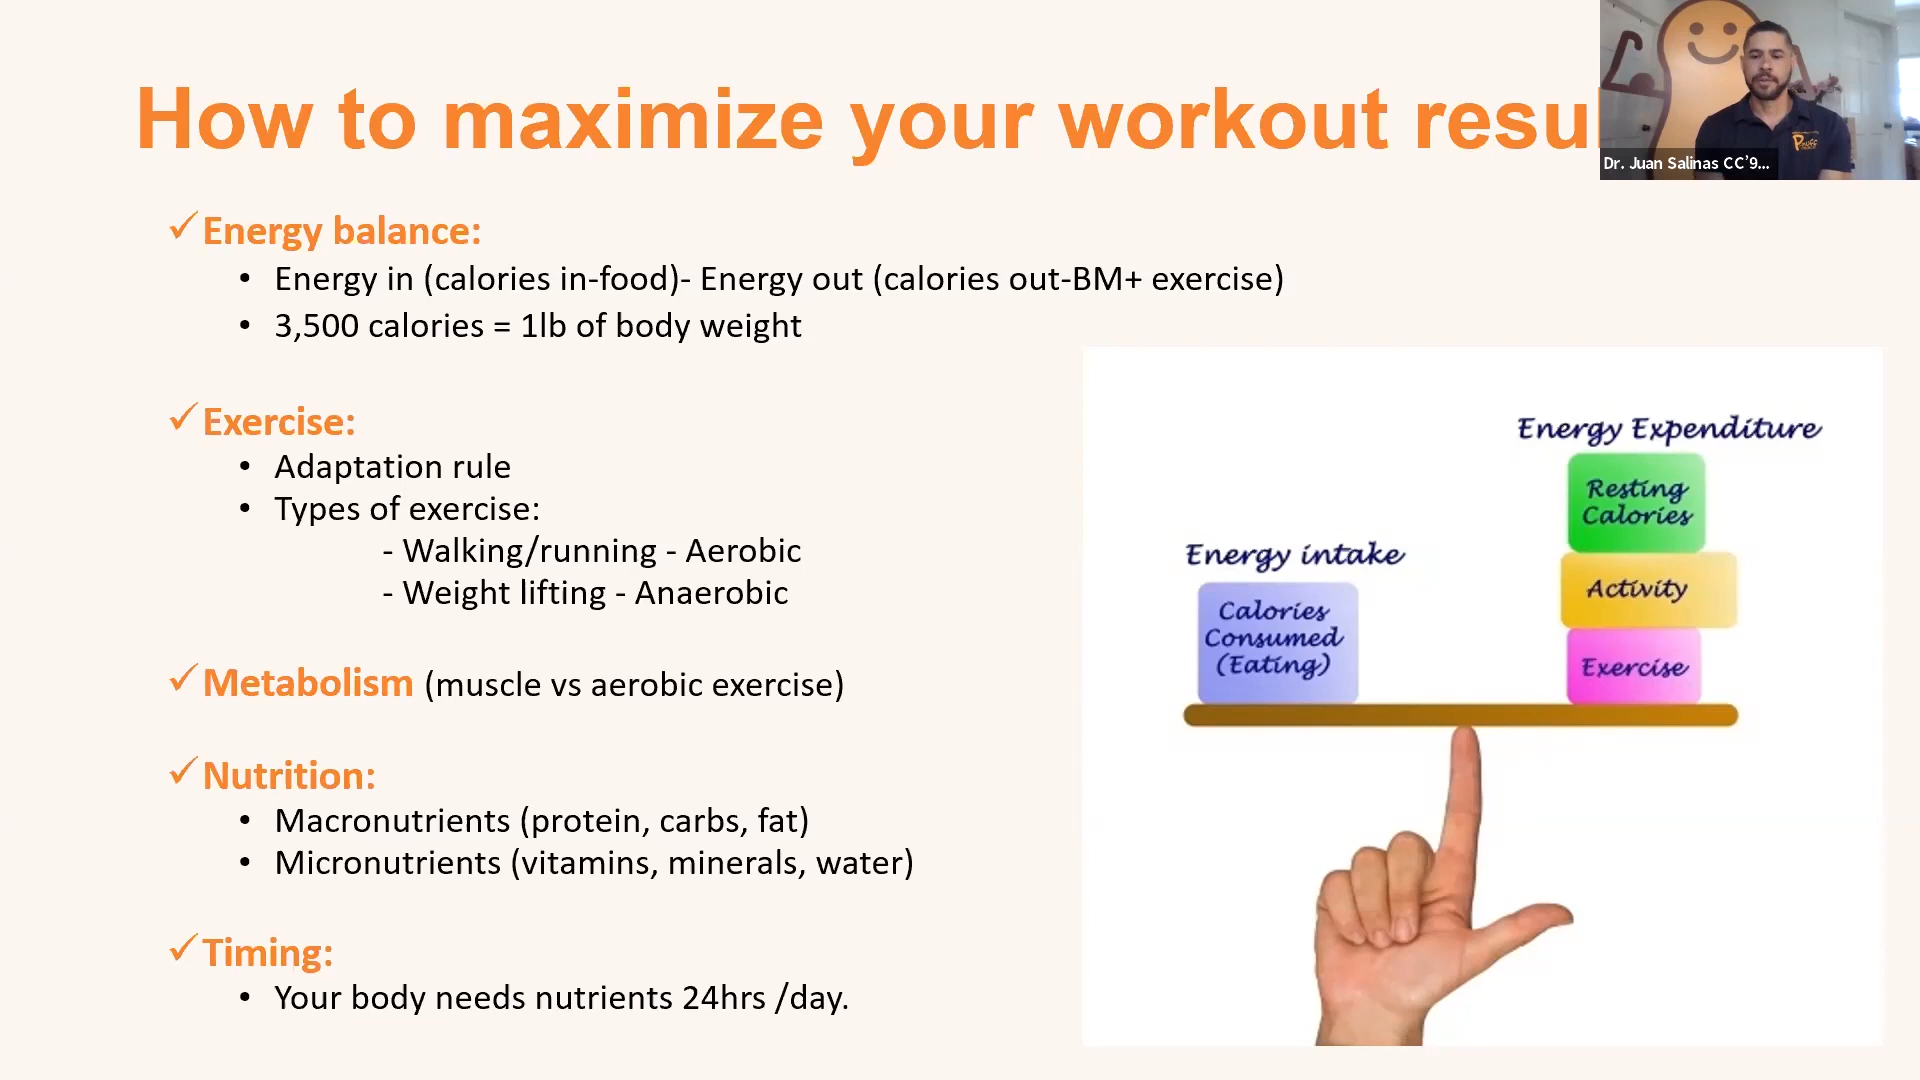 How to maximize your workout resu
Dr. Juan Salinas CC'9...
✓Energy balance:
• Energy in (calories in-food)- Energy out (calories out-BM+ exercise)
• 3,500 calories = 1lb of body weight
✓Exercise:
• Adaptation rule
• Types of exercise:
- Walking/running - Aerobic
- Weight lifting - Anaerobic
✓Metabolism (muscle vs aerobic exercise)
✓Nutrition:
• Macronutrients (protein, carbs, fat)
• Micronutrients (vitamins, minerals, water)
✓Timing:
• Your body needs nutrients 24hrs /day.
Energy intake
Calories
Consumed
(Eating)
Energy Expenditure
Resting
Calories
Activity
Exercise